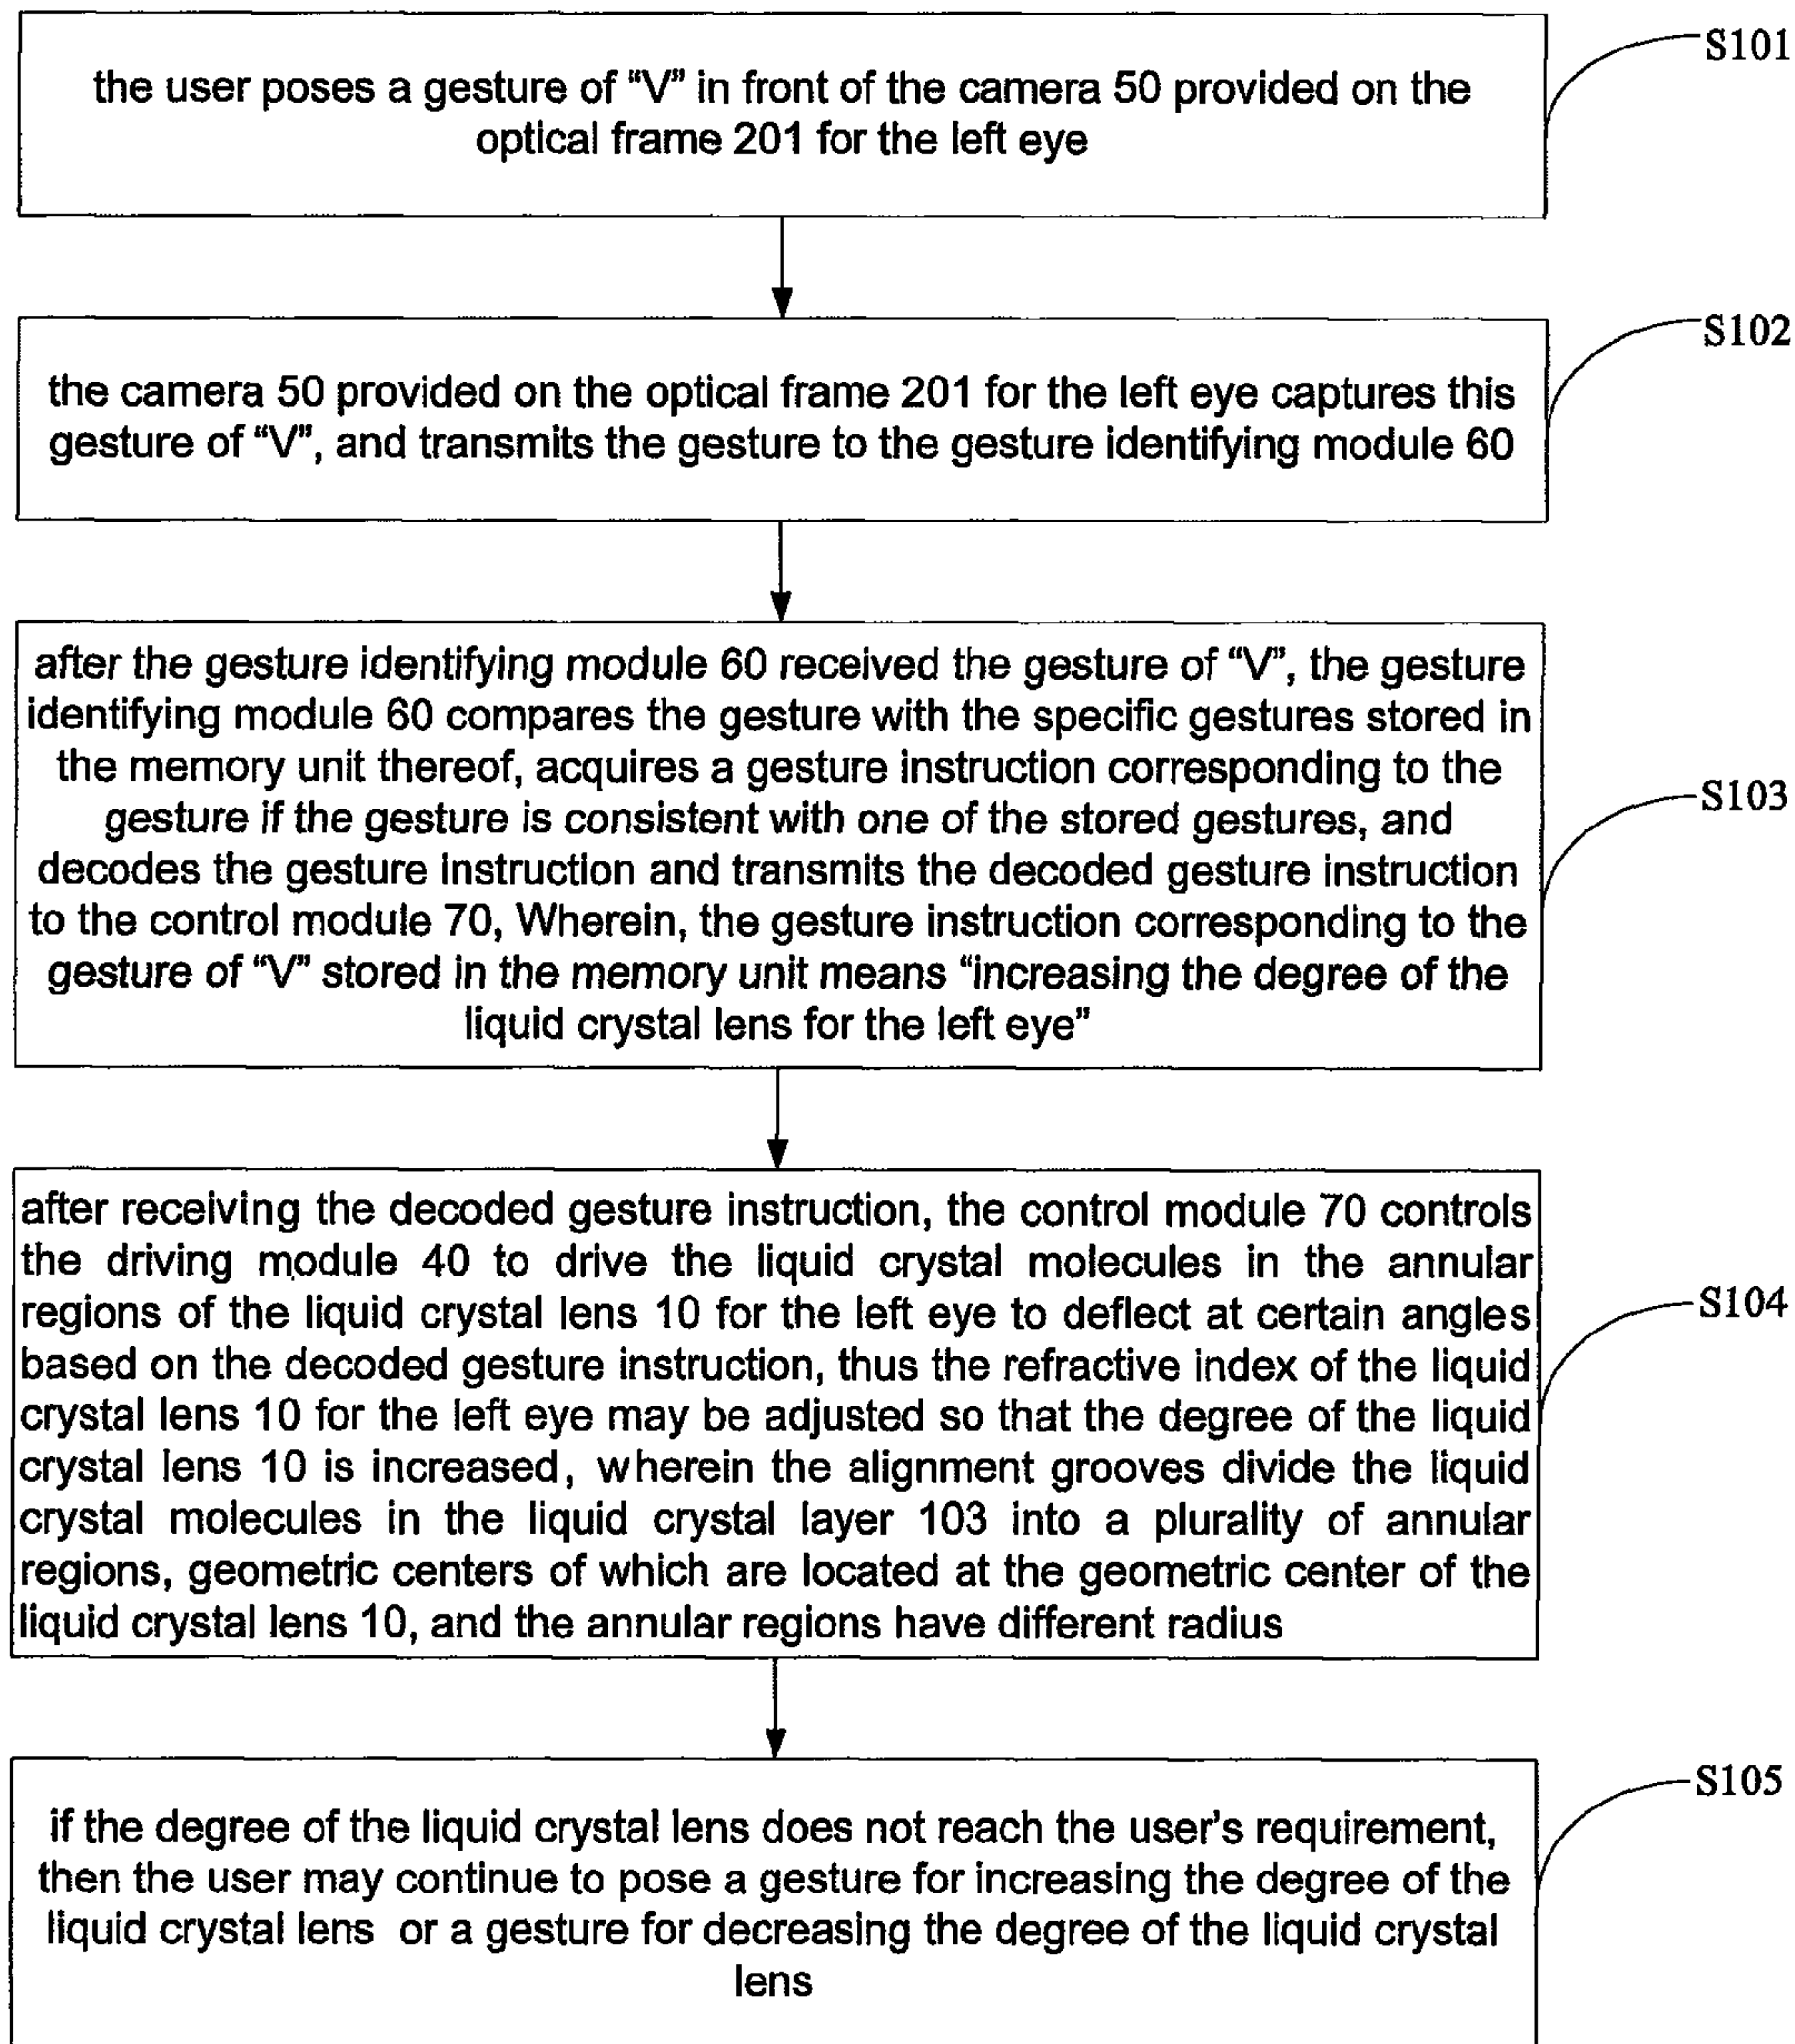 the user poses a gesture of “V” in front of the camera 50 provided on the
optical frame 201 for the left eye
S101
the camera 50 provided on the optical frame 201 for the left eye captures this
gesture of “V”, and transmits the gesture to the gesture identifying module 60
S102
after the gesture identifying module 60 received the gesture of “V”, the gesture
identifying module 60 compares the gesture with the specific gestures stored in
the memory unit thereof, acquires a gesture instruction corresponding to the
gesture if the gesture is consistent with one of the stored gestures, and
decodes the gesture instruction and transmits the decoded gesture instruction
to the control module 70, Wherein, the gesture instruction corresponding to the
gesture of “V” stored in the memory unit means “increasing the degree of the
liquid crystal lens for the left eye”
S103
after receiving the decoded gesture instruction, the control module 70 controls
the driving module 40 to drive the liquid crystal molecules in the annular
regions of the liquid crystal lens 10 for the left eye to deflect at certain angles
based on the decoded gesture instruction, thus the refractive index of the liquid
crystal lens 10 for the left eye may be adjusted so that the degree of the liquid
crystal lens 10 is increased, wherein the alignment grooves divide the liquid
crystal molecules in the liquid crystal layer 103 into a plurality of annular
regions, geometric centers of which are located at the geometric center of the
liquid crystal lens 10, and the annular regions have different radius
S104
if the degree of the liquid crystal lens does not reach the user’s requirement,
then the user may continue to pose a gesture for increasing the degree of the
liquid crystal lens or a gesture for decreasing the degree of the liquid crystal
lens
S105